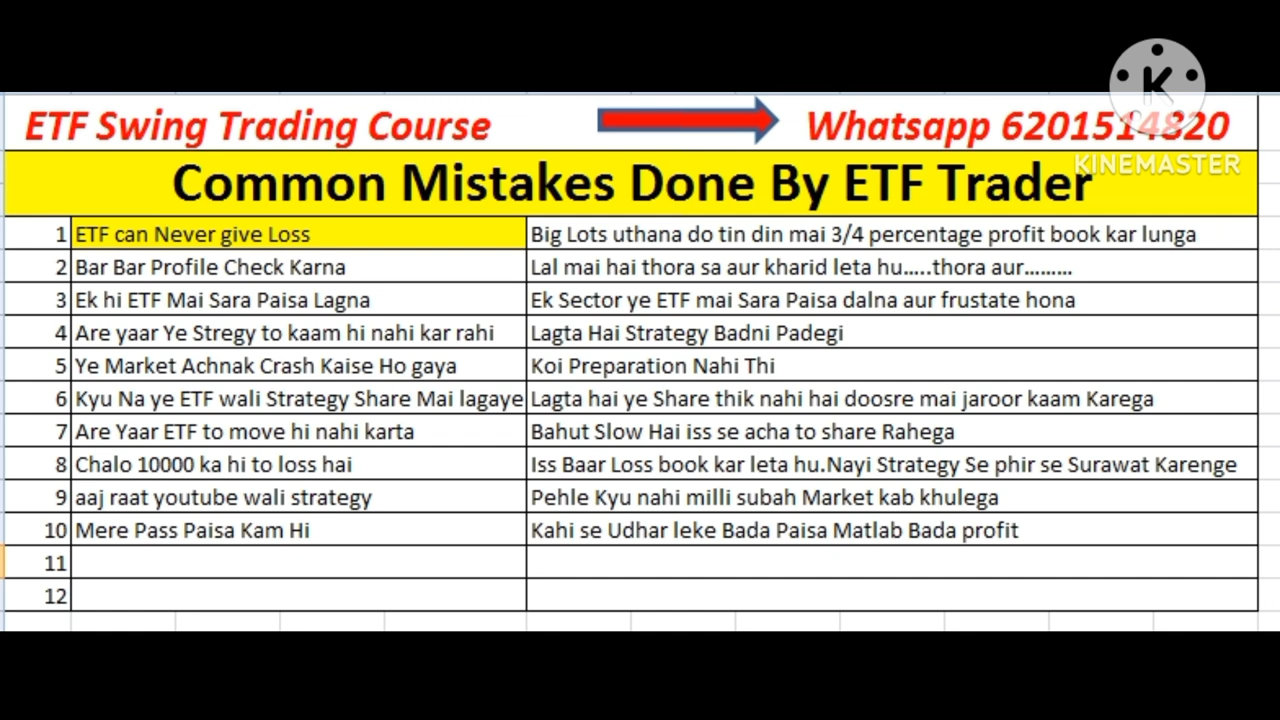 K
ETF Swing Trading Course Whatsapp 6201514820
KINEMASTER
Common Mistakes Done By ETF Trader
1 ETF can Never give Loss Big Lots uthana do tin din mai 3/4 percentage profit book kar lunga
2 Bar Bar Profile Check Karna Lal mai hai thora sa aur kharid leta hu…..thora aur………
3 Ek hi ETF Mai Sara Paisa Lagna Ek Sector ye ETF mai Sara Paisa dalna aur frustate hona
4 Are yaar Ye Stregy to kaam hi nahi kar rahi Lagta Hai Strategy Badni Padegi
5 Ye Market Achnak Crash Kaise Ho gaya Koi Preparation Nahi Thi
6 Kyu Na ye ETF wali Strategy Share Mai lagaye Lagta hai ye Share thik nahi hai doosre mai jaroor kaam Karega
7 Are Yaar ETF to move hi nahi karta Bahut Slow Hai iss se acha to share Rahega
8 Chalo 10000 ka hi to loss hai Iss Baar Loss book kar leta hu.Nayi Strategy Se phir se Surawat Karenge
9 aaj raat youtube wali strategy Pehle Kyu nahi milli subah Market kab khulega
10 Mere Pass Paisa Kam Hi Kahi se Udhar leke Bada Paisa Matlab Bada profit
11
12